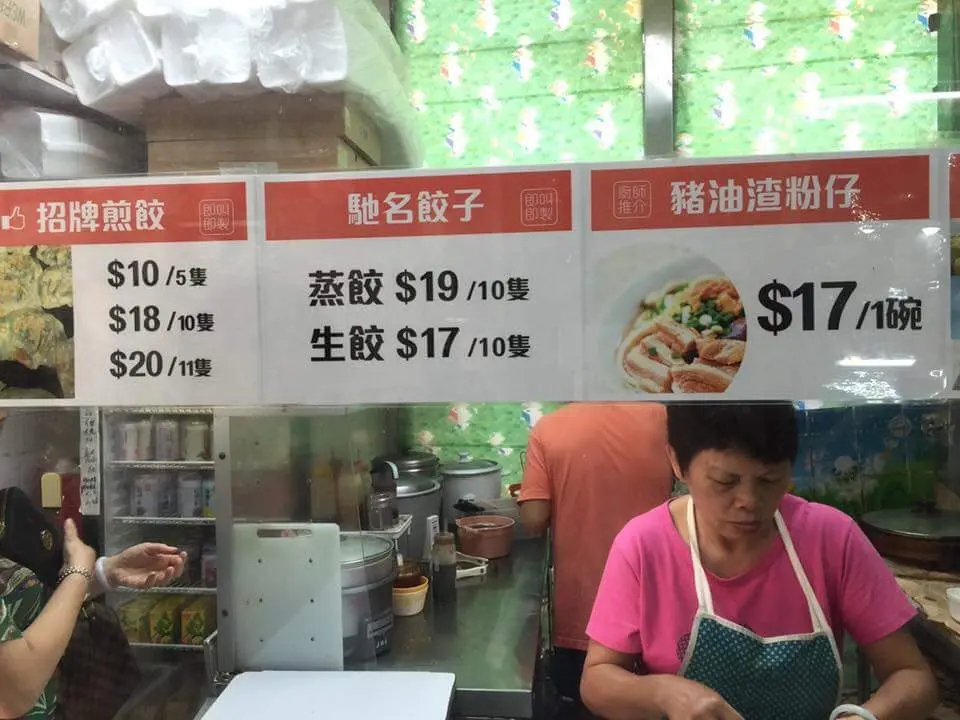 招牌煎餃
即叫
即製
$10/5隻
$18/10隻
$20/11隻
馳名餃子
即叫
即製
蒸餃 $19/10隻
生餃 $17/10隻
廚師
推介
豬油渣粉仔
$17/1碗